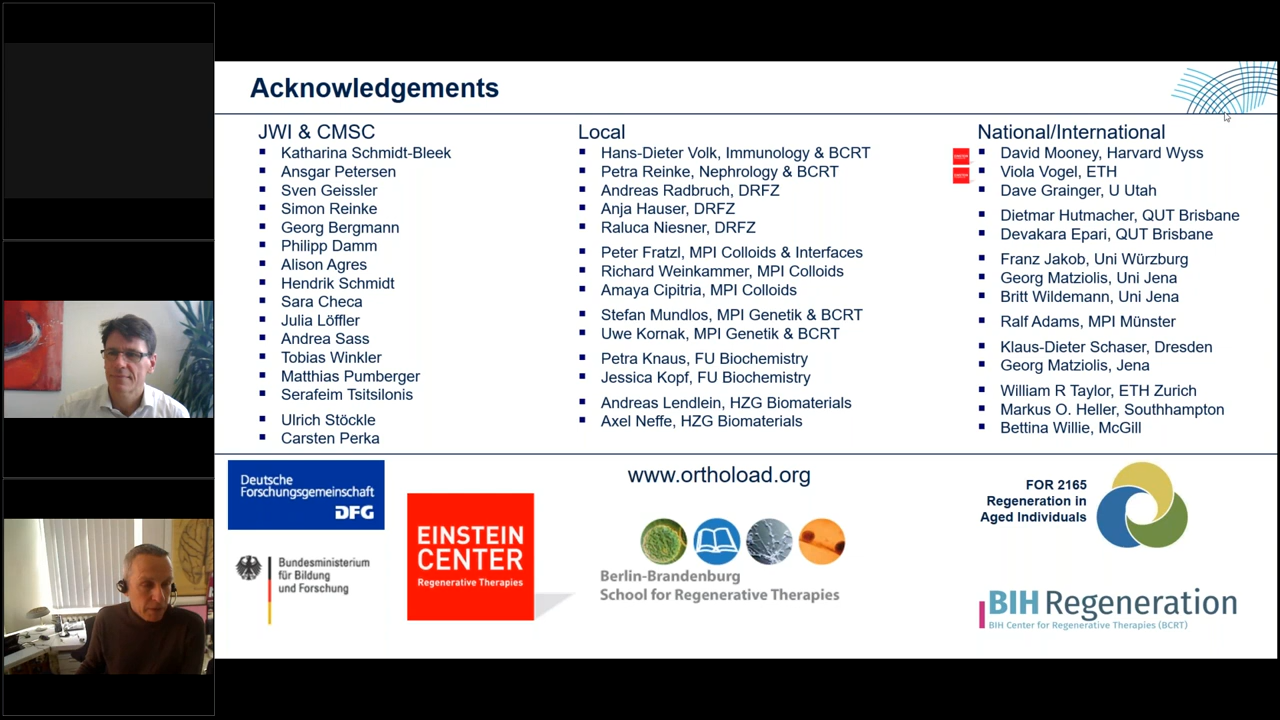 Acknowledgements
JWI & CMSC
Katharina Schmidt-Bleek
Ansgar Petersen
Sven Geissler
Simon Reinke
Georg Bergmann
Philipp Damm
Alison Agres
Hendrik Schmidt
Sara Checa
Julia Löffler
Andrea Sass
Tobias Winkler
Matthias Pumberger
Serafeim Tsitsilonis
Ulrich Stöckle
Carsten Perka
Local
Hans-Dieter Volk, Immunology & BCRT
Petra Reinke, Nephrology & BCRT
Andreas Radbruch, DRFZ
Anja Hauser, DRFZ
Raluca Niesner, DRFZ
Peter Fratzl, MPI Colloids & Interfaces
Richard Weinkammer, MPI Colloids
Amaya Cipitria, MPI Colloids
Stefan Mundlos, MPI Genetik & BCRT
Uwe Kornak, MPI Genetik & BCRT
Petra Knaus, FU Biochemistry
Jessica Kopf, FU Biochemistry
Andreas Lendlein, HZG Biomaterials
Axel Neffe, HZG Biomaterials
National/International
David Mooney, Harvard Wyss
Viola Vogel, ETH
Dave Grainger, U Utah
Dietmar Hutmacher, QUT Brisbane
Devakara Epari, QUT Brisbane
Franz Jakob, Uni Würzburg
Georg Matziolis, Uni Jena
Britt Wildemann, Uni Jena
Ralf Adams, MPI Münster
Klaus-Dieter Schaser, Dresden
Georg Matziolis, Jena
William R Taylor, ETH Zurich
Markus O. Heller, Southhampton
Bettina Willie, McGill
Deutsche
Forschungsgemeinschaft
DFG
Bundesministerium
für Bildung
und Forschung
EINSTEIN
CENTER
Regenerative Therapies
www.orthoload.org
Berlin-Brandenburg
School for Regenerative Therapies
FOR 2165
Regeneration in
Aged Individuals
BIH Regeneration
BIH Center for Regenerative Therapies (BCRT)